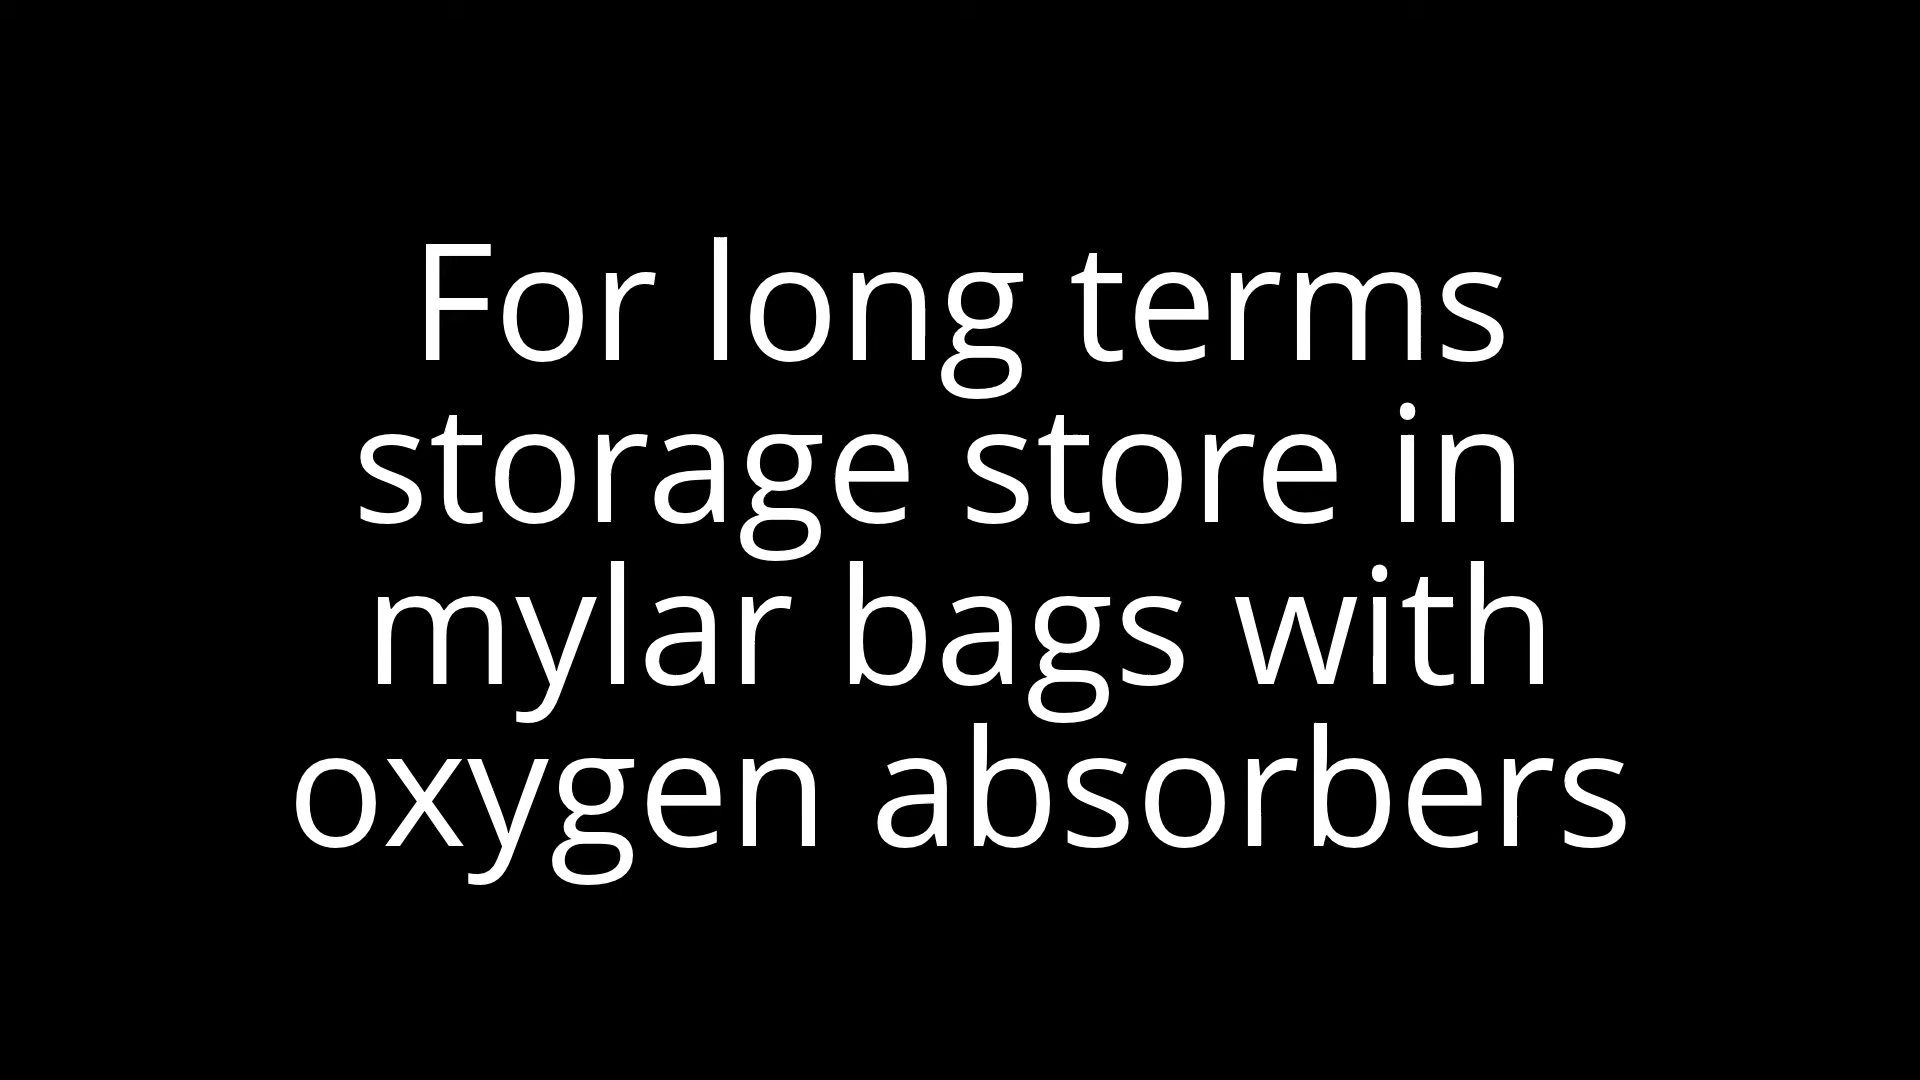 For long terms
storage store in
mylar bags with
oxygen absorbers